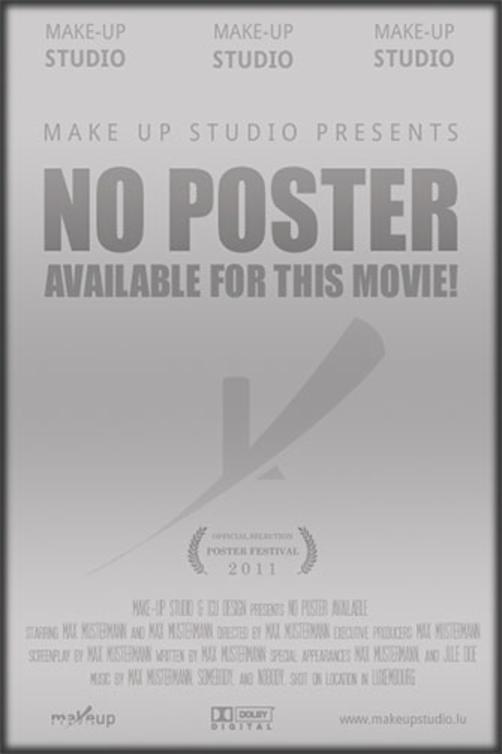 MAKE-UP MAKE-UP MAKE-UP
STUDIO STUDIO STUDIO
MAKE UP STUDIO PRESENTS
NO POSTER
AVAILABLE FOR THIS MOVIE!
OFFICIAL SELECTION
POSTER FESTIVAL
2011
MAKE-UP STUDIO & ICU DESIGN PRESENTS NO POSTER AVAILABLE
STARRING MAX MUSTERMANN AND MAX MUSTERMANN DIRECTED BY MAX MUSTERMANN EXECUTIVE PRODUCERS MAX MUSTERMANN
SCREENPLAY BY MAX MUSTERMANN WRITTEN BY MAX MUSTERMANN SPECIAL APPEARANCES MAX MUSTERMANN, AND JULE DOE
MUSIC BY MAX MUSTERMANN, SOMEBODY, AND NOBODY, SHOT ON LOCATION IN LUXEMBOURG
makeup DOLBY www.makeupstudio.lu
DIGITAL